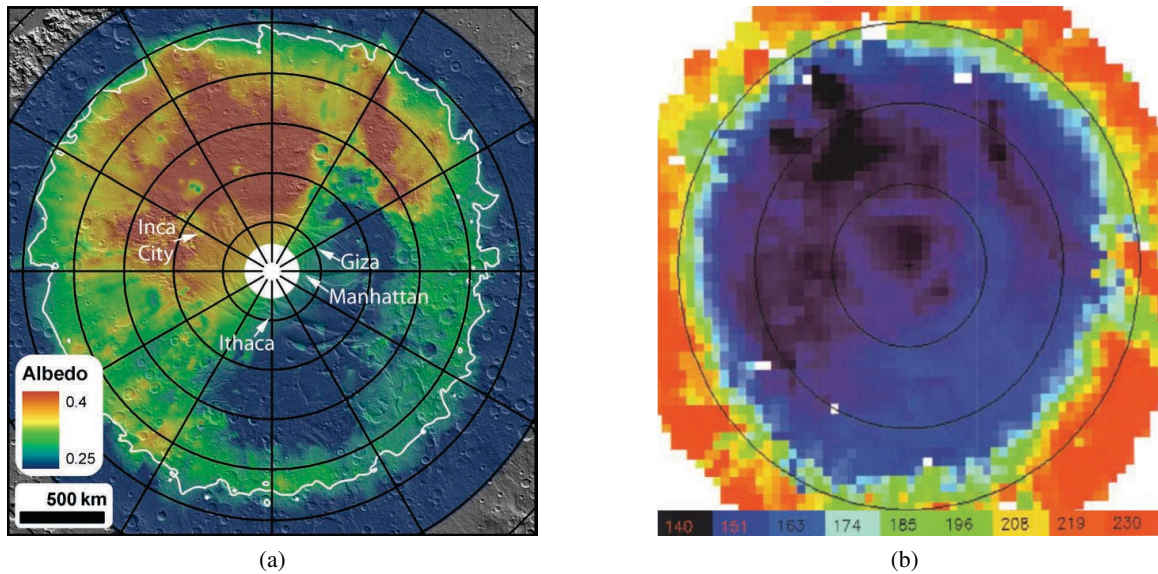 Inca
City
Giza
Manhattan
Ithaca
Albedo
0.4
0.25
500 km
140 151 163 174 185 196 208 219 230
(a)
(b)